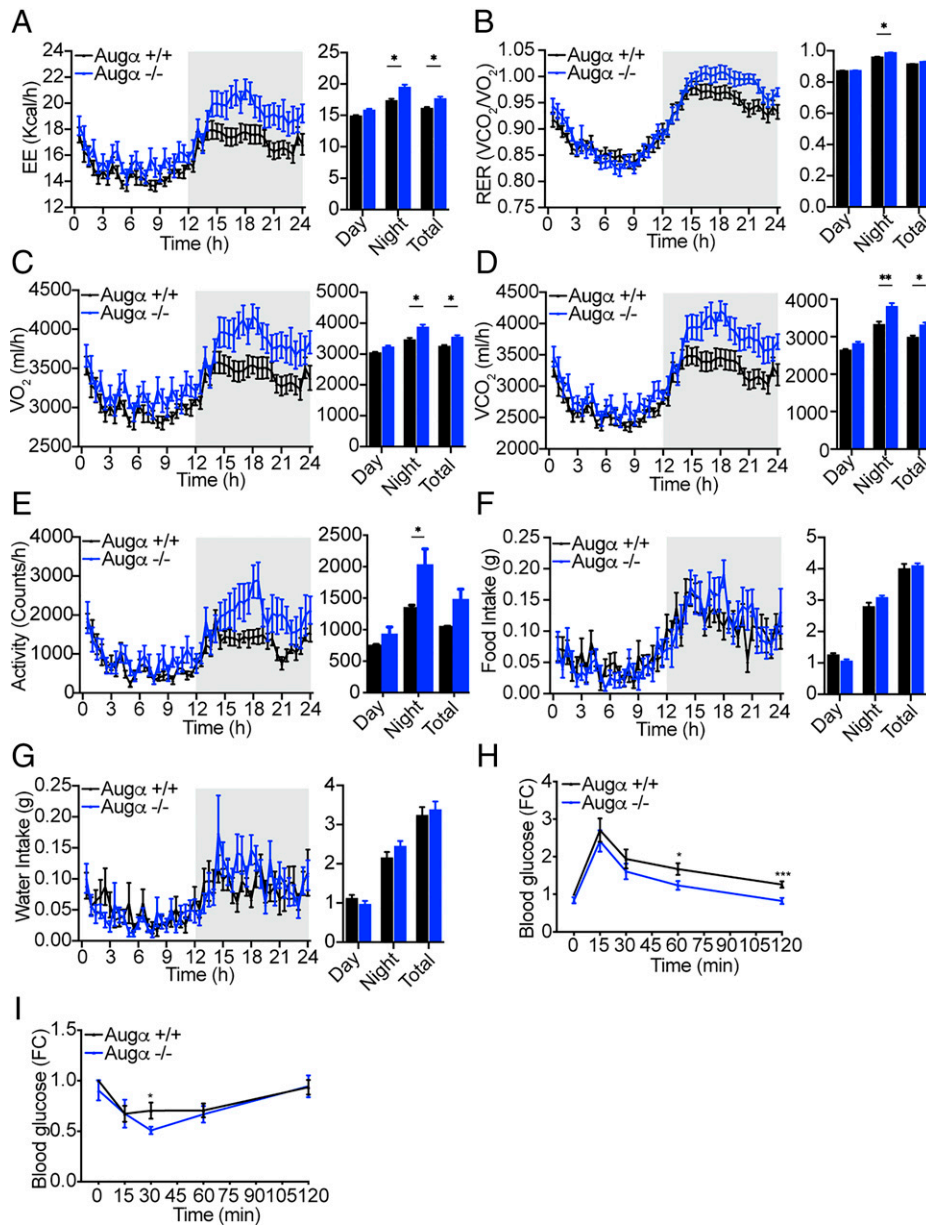 A
Augα +/+
Augα -/-
EE (Kcal/h)
24
22
20
18
16
14
12
0 3 6 9 12 15 18 21 24
Time (h)
25
20
15
10
5
0
* *
Day Night Total
B
Augα +/+
Augα -/-
RER (VCO2/VO2)
1.05
1.00
0.95
0.90
0.85
0.80
0.75
0 3 6 9 12 15 18 21 24
Time (h)
1.0
0.8
0.6
0.4
0.2
0.0
*
Day Night Total
C
Augα +/+
Augα -/-
VO2 (ml/h)
4500
4000
3500
3000
2500
0 3 6 9 12 15 18 21 24
Time (h)
5000
4000
3000
2000
1000
0
* *
Day Night Total
D
Augα +/+
Augα -/-
VCO2 (ml/h)
4500
4000
3500
3000
2500
2000
0 3 6 9 12 15 18 21 24
Time (h)
4000
3000
2000
1000
0
** *
Day Night Total
E
Augα +/+
Augα -/-
Activity (Counts/h)
4000
3000
2000
1000
0
0 3 6 9 12 15 18 21 24
Time (h)
2500
2000
1500
1000
500
0
*
Day Night Total
F
Augα +/+
Augα -/-
Food Intake (g)
0.25
0.20
0.15
0.10
0.05
0.00
0 3 6 9 12 15 18 21 24
Time (h)
5
4
3
2
1
0
Day Night Total
G
Augα +/+
Augα -/-
Water Intake (g)
0.25
0.20
0.15
0.10
0.05
0.00
0 3 6 9 12 15 18 21 24
Time (h)
4
3
2
1
0
Day Night Total
H
Augα +/+
Augα -/-
Blood glucose (FC)
4
3
2
1
0
* ***
0 15 30 45 60 75 90 105 120
Time (min)
I
Augα +/+
Augα -/-
Blood glucose (FC)
1.5
1.0
0.5
0.0
*
0 15 30 45 60 75 90 105 120
Time (min)